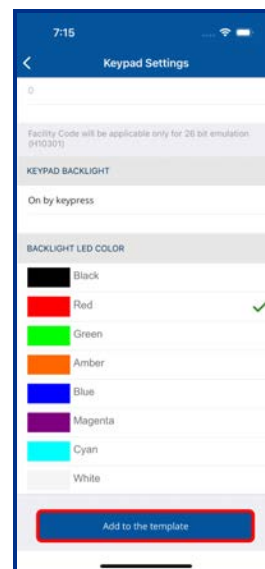 7:15
Keypad Settings
0
Facility Code will be applicable only for 26 bit emulation
(H10301)
KEYPAD BACKLIGHT
On by keypress
BACKLIGHT LED COLOR
Black
Red
Green
Amber
Blue
Magenta
Cyan
White
Add to the template